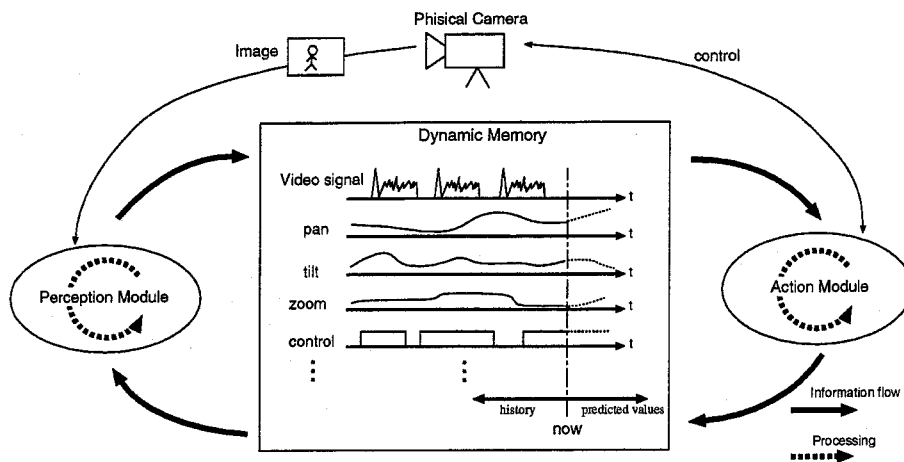 Phisical Camera
Image
control
Dynamic Memory
Video signal
t
pan
t
tilt
t
zoom
t
control
t
history
predicted values
now
Perception Module
Action Module
Information flow
Processing